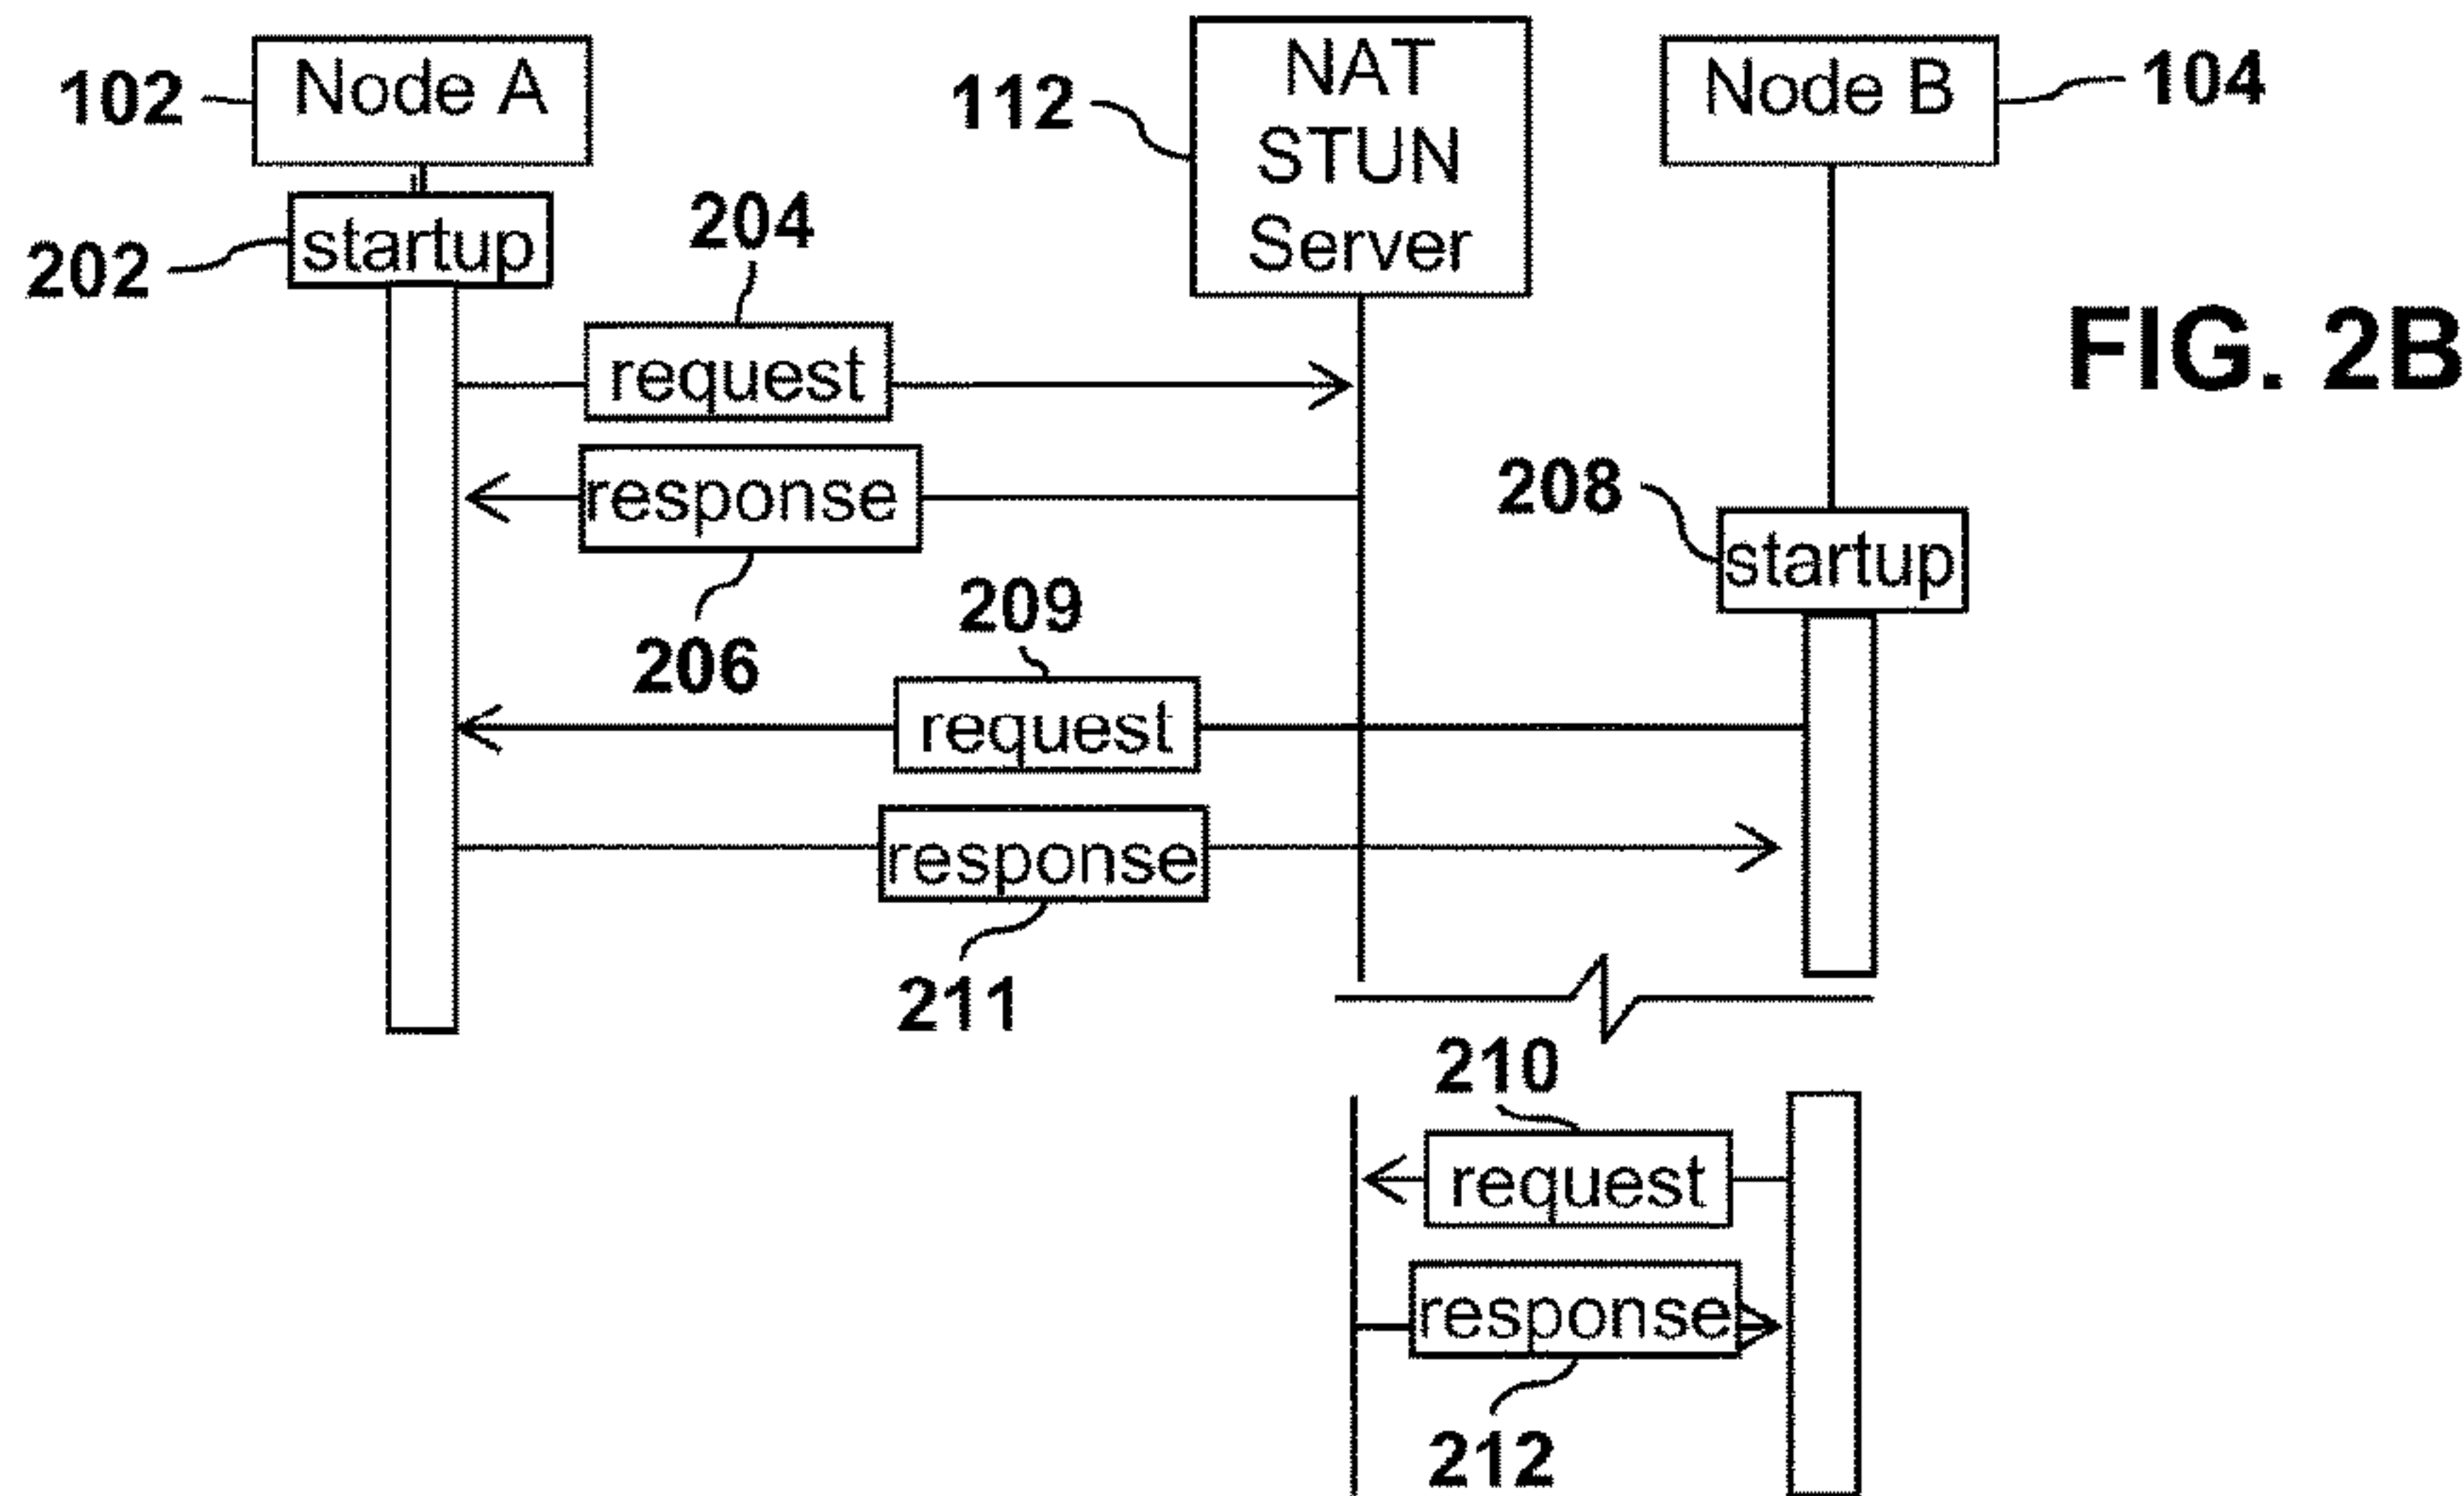 102
Node A
112
NAT
STUN
Server
Node B
104
202
startup
204
request
FIG. 2B
response
206
208
startup
209
request
response
211
210
request
response
212